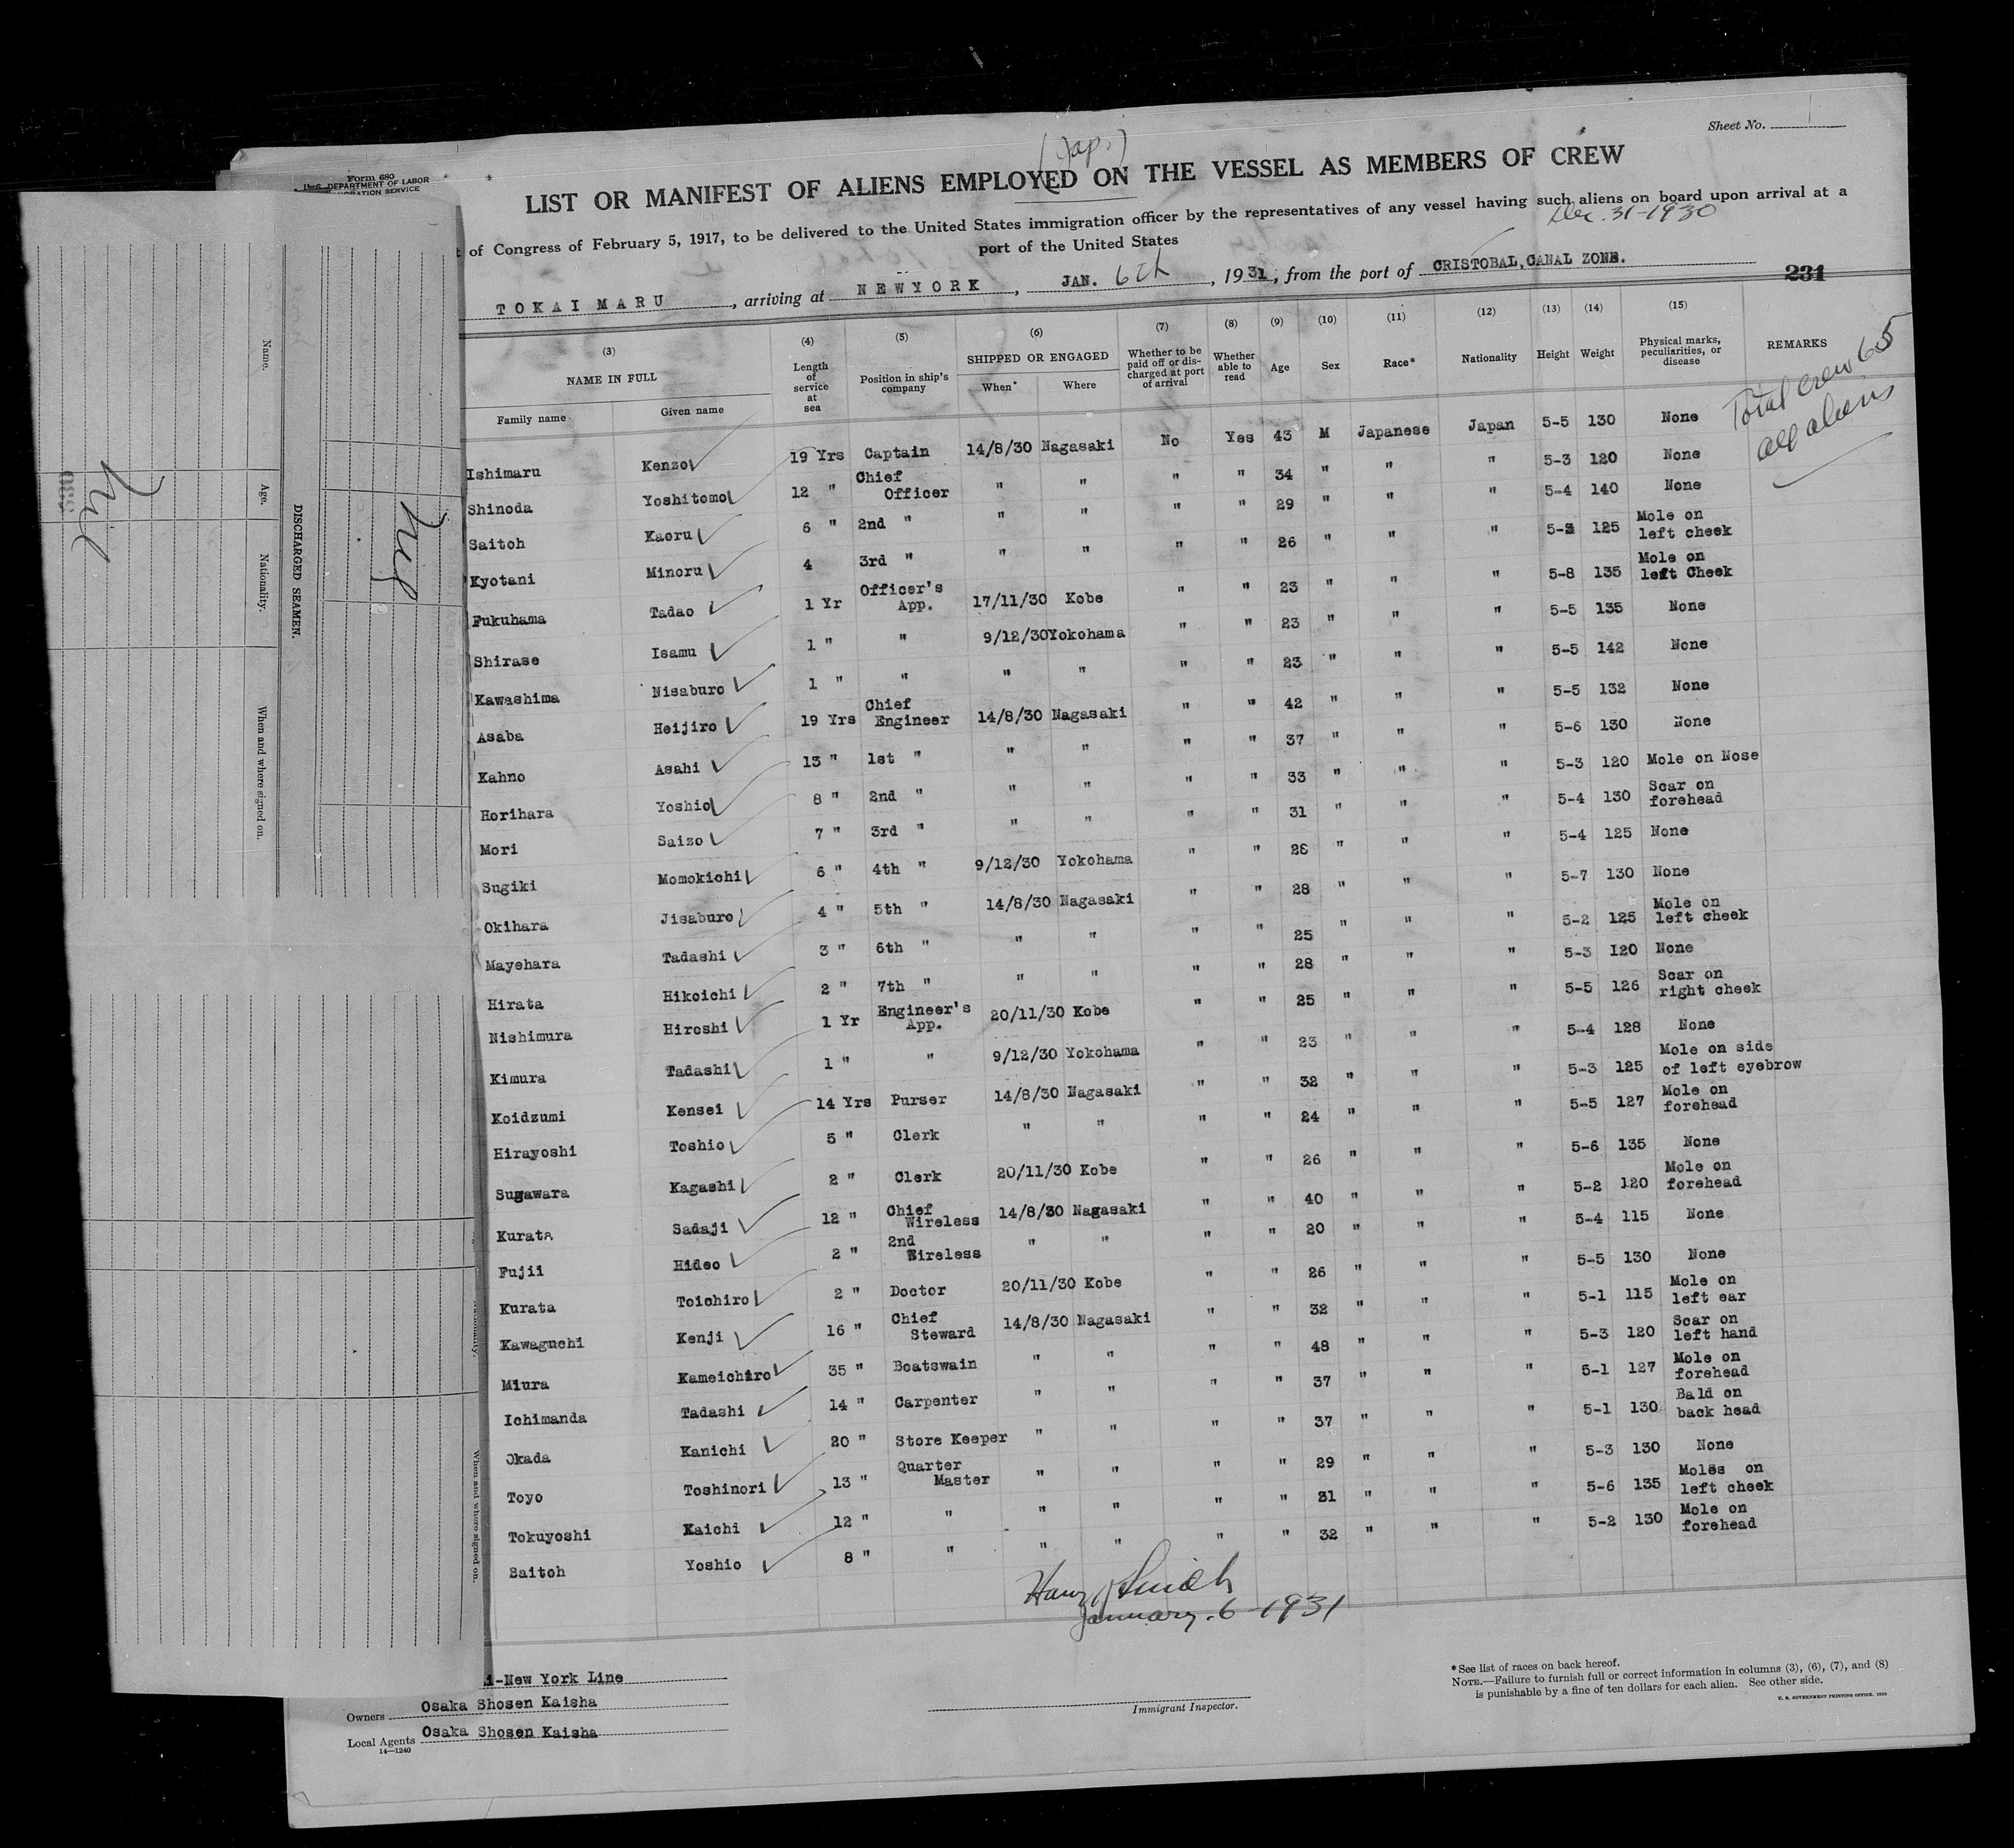 Sheet No. 1
(Jap.)
Form 680
U. S. DEPARTMENT OF LABOR
IMMIGRATION SERVICE
LIST OR MANIFEST OF ALIENS EMPLOYED ON THE VESSEL AS MEMBERS OF CREW
t of Congress of February 5, 1917, to be delivered to the United States immigration officer by the representatives of any vessel having such aliens on board upon arrival at a
port of the United States
Dec. 31-1930
TOKAI MARU, arriving at NEWYORK, JAN. 6th, 1931, from the port of CRISTOBAL, CANAL ZONE.
231
(3) (4) (5) (6) (7) (8) (9) (10) (11) (12) (13) (14) (15)
NAME IN FULL Length of service at sea Position in ship's company SHIPPED OR ENGAGED Whether to be paid off or discharged at port of arrival Whether able to read Age Sex Race* Nationality Height Weight Physical marks, peculiarities, or disease REMARKS
Family name Given name When Where
Total crew 65
all aliens
Ishimaru Kenzo 19 Yrs Captain 14/8/30 Nagasaki No Yes 43 M Japanese Japan 5-5 130 None
Shinoda Yoshitomo 12 " Chief Officer " " " " 34 " " " 5-3 120 None
Saitoh Kaoru 6 " 2nd " " " " " 29 " " " 5-4 140 None
Kyotani Minoru 4 3rd " " " " " 26 " " " 5-3 125 Mole on left cheek
Fukuhama Tadao 1 Yr Officer's App. 17/11/30 Kobe " " 23 " " " 5-8 135 Mole on left Cheek
Shirase Isamu 1 " " 9/12/30 Yokohama " " 23 " " " 5-5 135 None
Kawashima Nisaburo 1 " " " " " " 23 " " " 5-5 142 None
Asaba Heijiro 19 Yrs Chief Engineer 14/8/30 Nagasaki " " 42 " " " 5-5 132 None
Kahno Asahi 13 " 1st " " " " " 37 " " " 5-6 130 None
Horihara Yoshio 8 " 2nd " " " " " 33 " " " 5-3 120 Mole on Nose
Mori Saizo 7 " 3rd " " " " " 31 " " " 5-4 130 Scar on forehead
Sugiki Momokichi 6 " 4th " 9/12/30 Yokohama " " 28 " " " 5-4 125 None
Okihara Jisaburo 4 " 5th " 14/8/30 Nagasaki " " 28 " " " 5-7 130 None
Mayehara Tadashi 3 " 6th " " " " " 25 " " " 5-2 125 Mole on left cheek
Hirata Hikoichi 2 " 7th " " " " " 28 " " " 5-3 120 None
Nishimura Hiroshi 1 Yr Engineer's App. 20/11/30 Kobe " " 25 " " " 5-5 126 Scar on right cheek
Kimura Tadashi 1 " " 9/12/30 Yokohama " " 23 " " " 5-4 128 None
Koidzumi Kensei 14 Yrs Purser 14/8/30 Nagasaki " " 32 " " " 5-3 125 Mole on side of left eyebrow
Hirayoshi Toshio 5 " Clerk " " " " 24 " " " 5-5 127 Mole on forehead
Sugawara Kagashi 2 " Clerk 20/11/30 Kobe " " 26 " " " 5-6 135 None
Kurata Sadaji 12 " Chief Wireless 14/8/30 Nagasaki " " 40 " " " 5-2 120 Mole on forehead
Fujii Hideo 2 " 2nd Wireless " " " " 20 " " " 5-4 115 None
Kurata Toichiro 2 " Doctor 20/11/30 Kobe " " 26 " " " 5-5 130 None
Kawaguchi Kenji 16 " Chief Steward 14/8/30 Nagasaki " " 32 " " " 5-1 115 Mole on left ear
Miura Kameichiro 35 " Boatswain " " " " 48 " " " 5-3 120 Scar on left hand
Ichimanda Tadashi 14 " Carpenter " " " " 37 " " " 5-1 127 Mole on forehead
Okada Kanichi 20 " Store Keeper " " " " 37 " " " 5-1 130 Bald on back head
Toyo Toshinori 13 " Quarter Master " " " " 29 " " " 5-3 130 None
Tokuyoshi Kaichi 12 " " " " " " 31 " " " 5-6 135 Moles on left cheek
Saitoh Yoshio 8 " " " " " " 32 " " " 5-2 130 Mole on forehead
January. 6-1931
i-New York Line
Owners Osaka Shosen Kaisha
Local Agents Osaka Shosen Kaisha
14—1240
Immigrant Inspector.
*See list of races on back hereof.
NOTE.—Failure to furnish full or correct information in columns (3), (6), (7), and (8)
is punishable by a fine of ten dollars for each alien. See other side.
U. S. GOVERNMENT PRINTING OFFICE. 1929
DISCHARGED SEAMEN.
Name. Age. Nationality. When and where signed on.
Nil
Nil
When and where signed on.